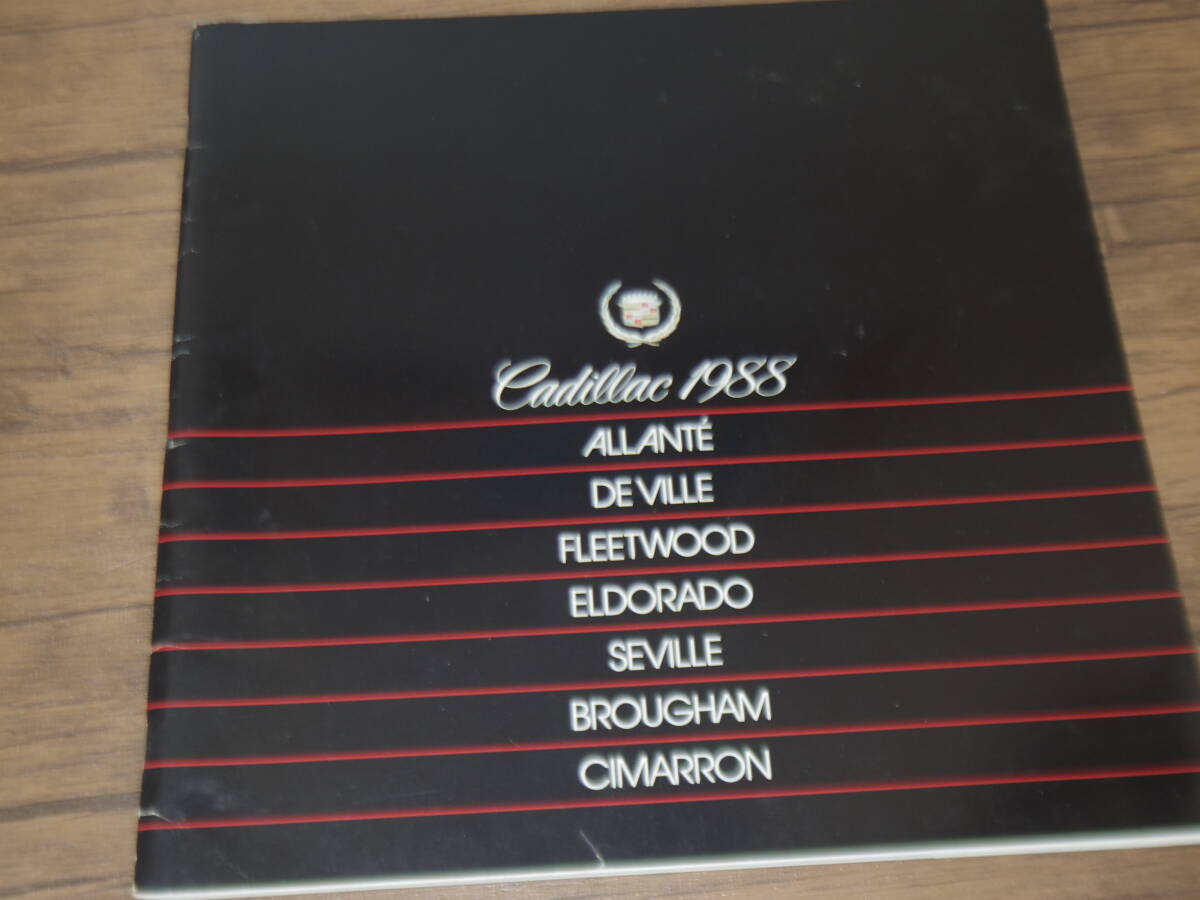 Cadillac 1988
ALLANTÉ
DE VILLE
FLEETWOOD
ELDORADO
SEVILLE
BROUGHAM
CIMARRON